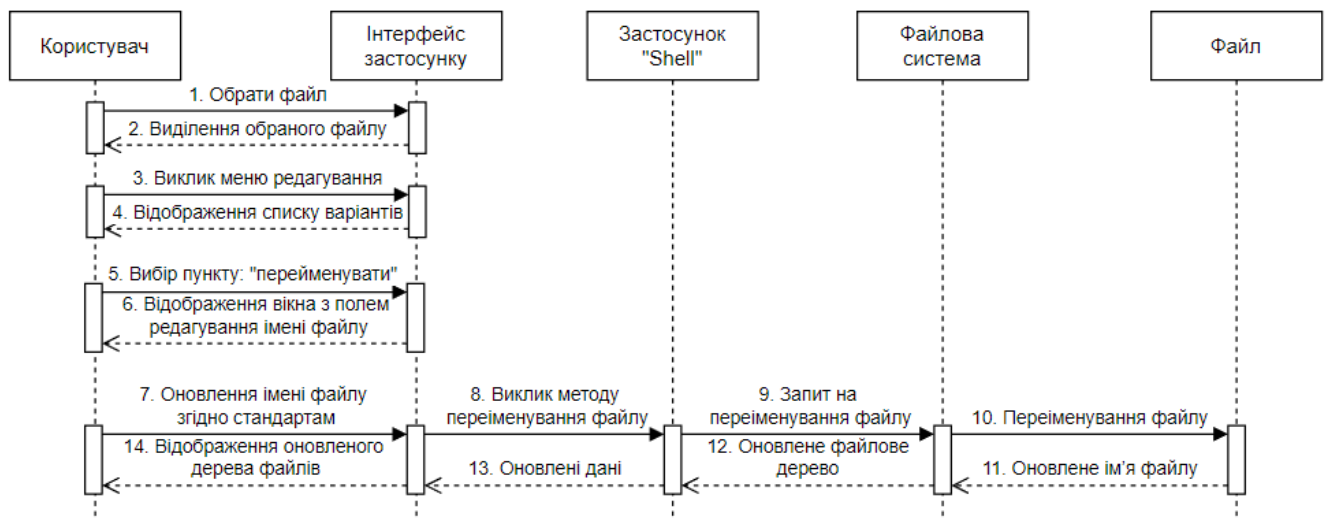 Користувач
Інтерфейс
застосунку
Застосунок
"Shell"
Файлова
система
Файл
1. Обрати файл
2. Виділення обраного файлу
3. Виклик меню редагування
4. Відображення списку варіантів
5. Вибір пункту: "перейменувати"
6. Відображення вікна з полем
редагування імені файлу
7. Оновлення імені файлу
згідно стандартам
8. Виклик методу
переіменування файлу
9. Запит на
переіменування файлу
10. Переіменування файлу
14. Відображення оновленого
дерева файлів
13. Оновлені дані
12. Оновлене файлове
дерево
11. Оновлене ім'я файлу